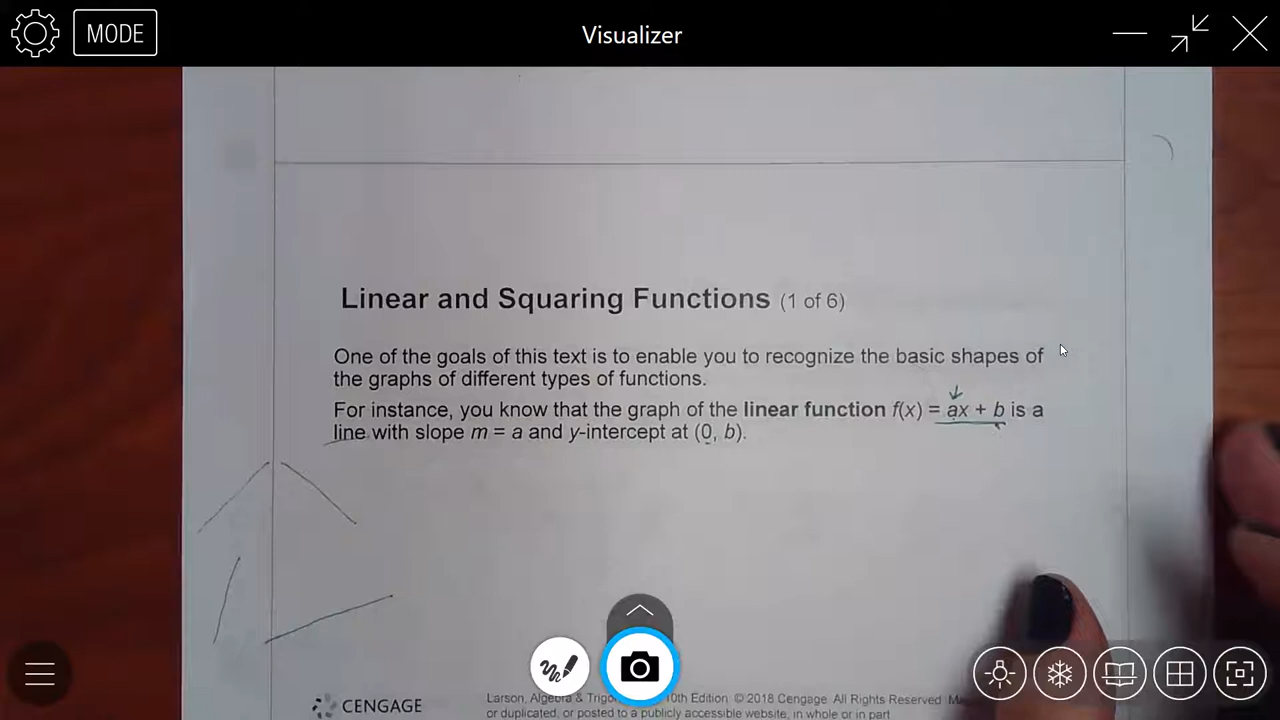 MODE
Visualizer
Linear and Squaring Functions (1 of 6)
One of the goals of this text is to enable you to recognize the basic shapes of
the graphs of different types of functions.
For instance, you know that the graph of the linear function f(x) = ax + b is a
line with slope m = a and y-intercept at (0, b).
CENGAGE
Larson, Algebra & Trigo 10th Edition. © 2018 Cengage. All Rights Reserved.
or duplicated, or posted to a publicly accessible website, in whole or in part